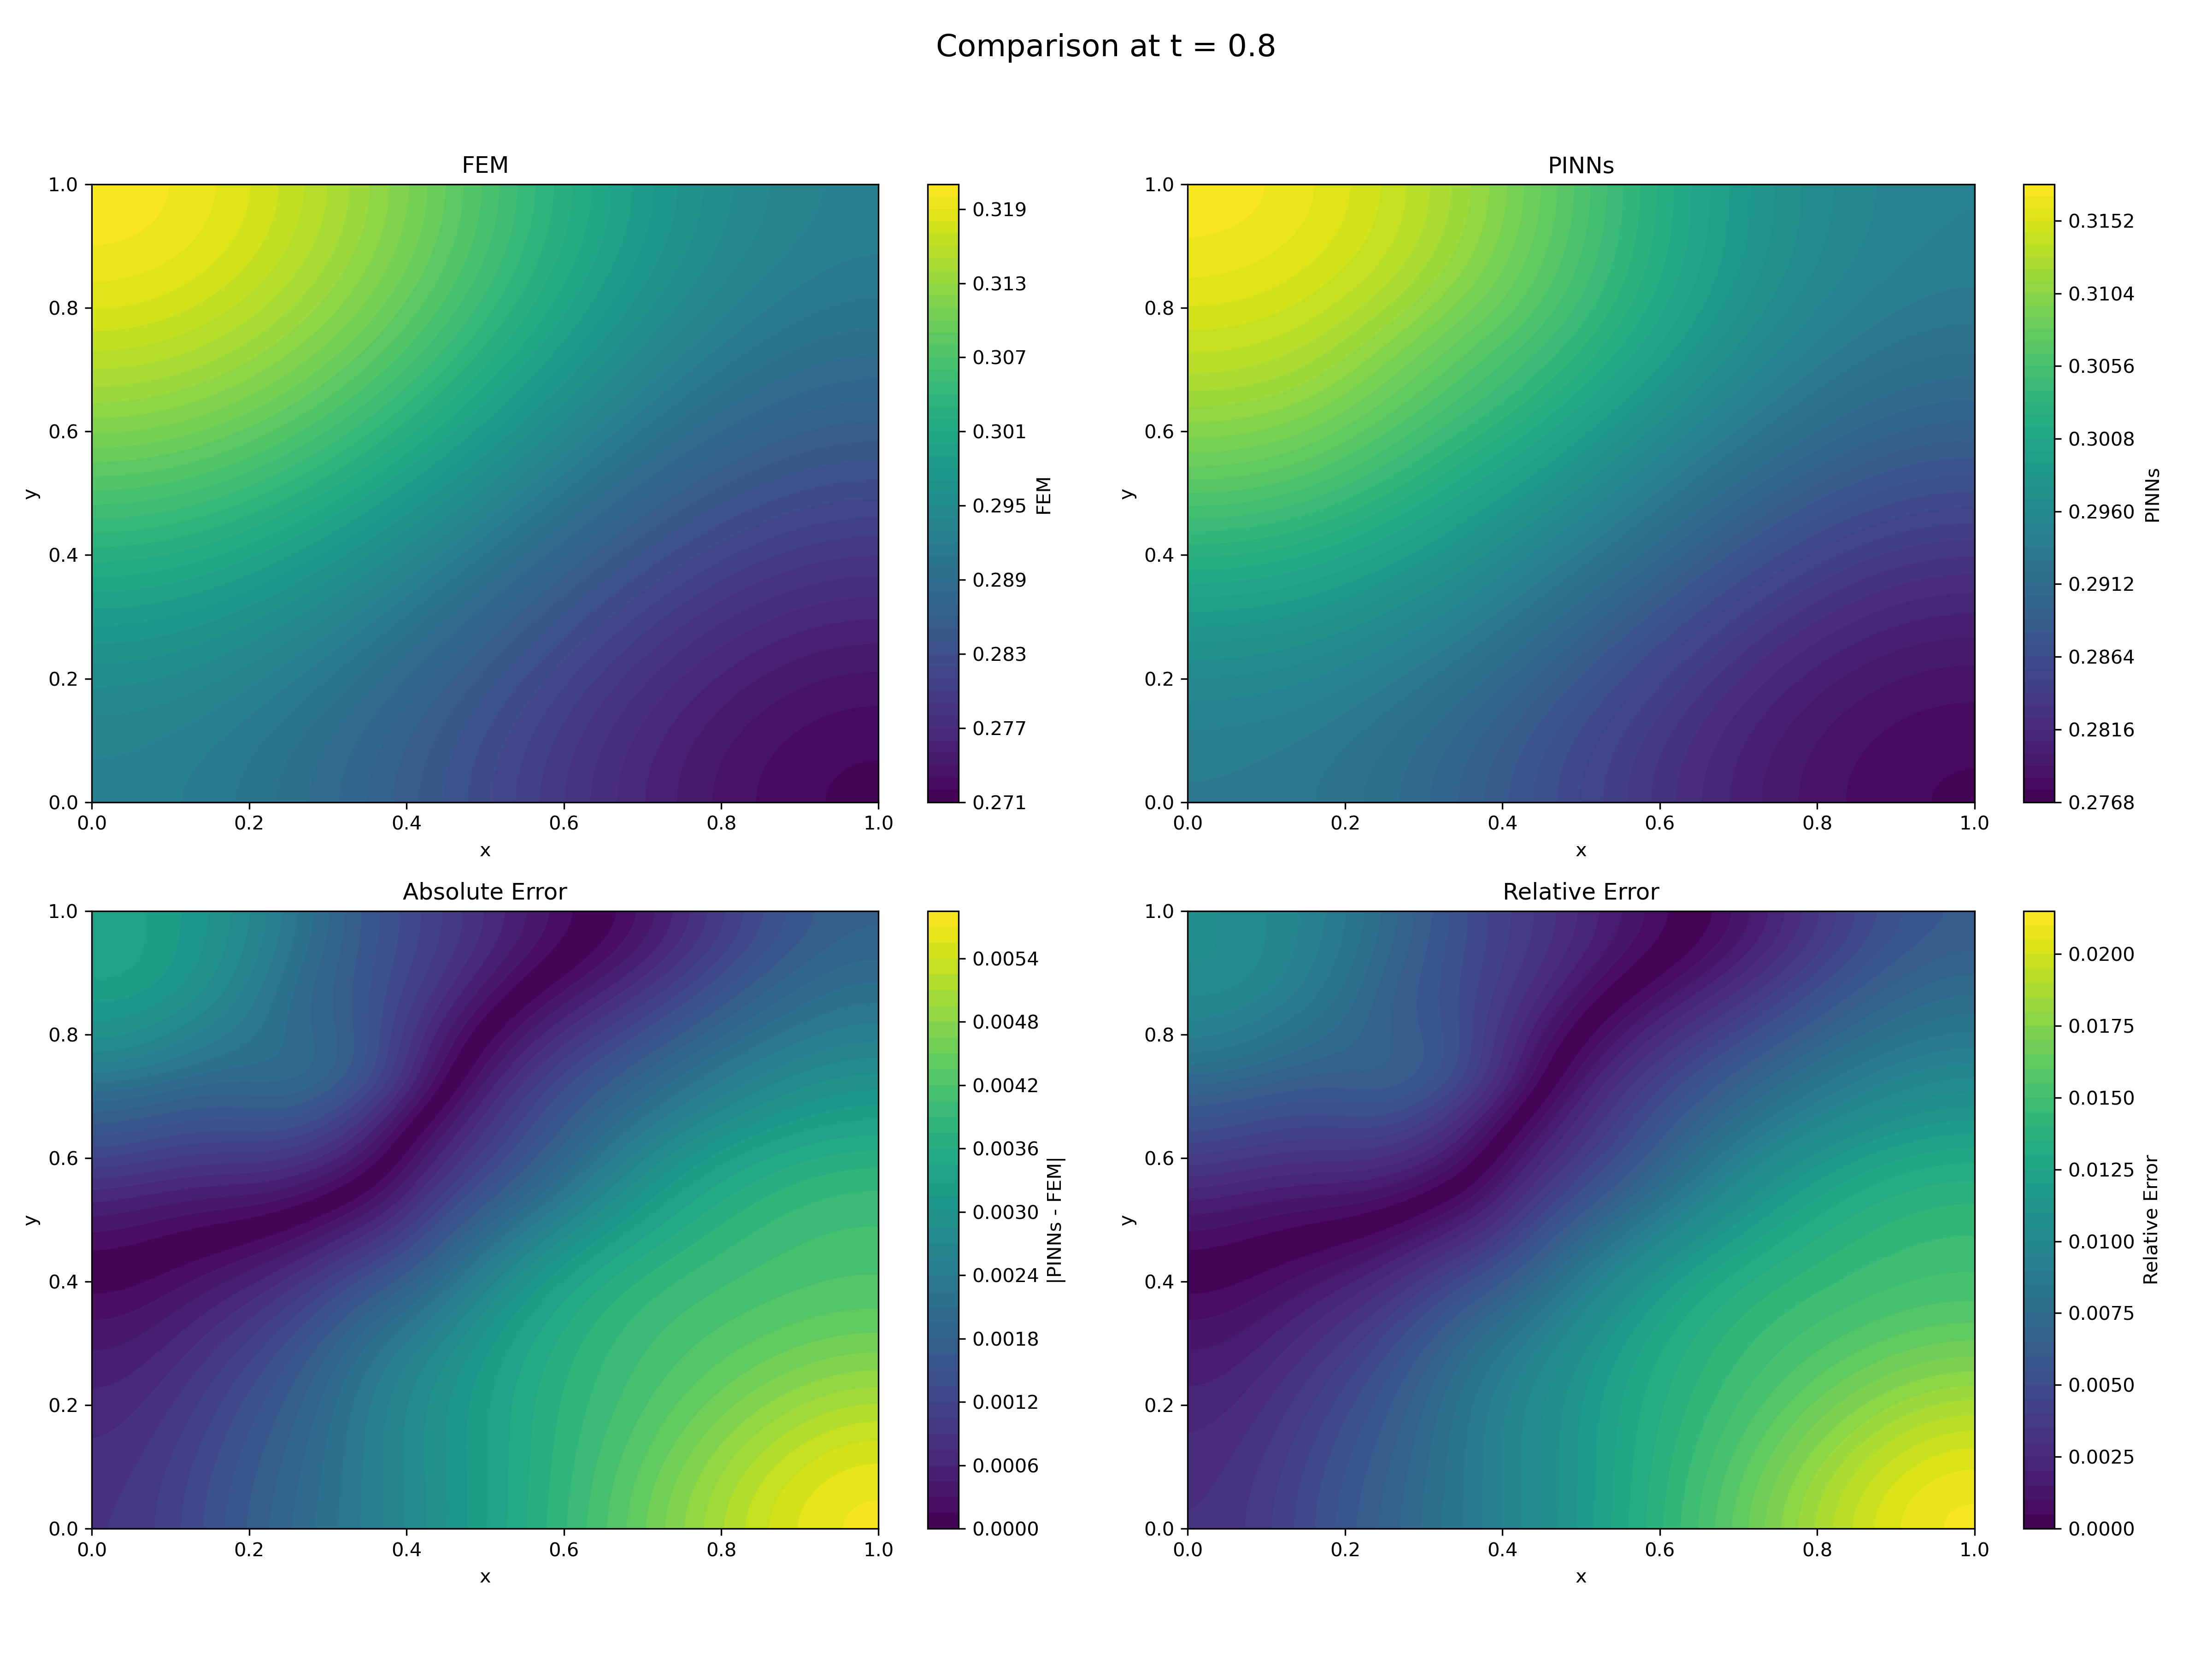 Comparison at t = 0.8
FEM
1.0
0.8
0.6
0.4
0.2
0.0
y
0.0 0.2 0.4 0.6 0.8 1.0
x
0.319
0.313
0.307
0.301
0.295
0.289
0.283
0.277
0.271
FEM
PINNs
1.0
0.8
0.6
0.4
0.2
0.0
y
0.0 0.2 0.4 0.6 0.8 1.0
x
0.3152
0.3104
0.3056
0.3008
0.2960
0.2912
0.2864
0.2816
0.2768
PINNs
Absolute Error
1.0
0.8
0.6
0.4
0.2
0.0
y
0.0 0.2 0.4 0.6 0.8 1.0
x
0.0054
0.0048
0.0042
0.0036
0.0030
0.0024
0.0018
0.0012
0.0006
0.0000
|PINNs - FEM|
Relative Error
1.0
0.8
0.6
0.4
0.2
0.0
y
0.0 0.2 0.4 0.6 0.8 1.0
x
0.0200
0.0175
0.0150
0.0125
0.0100
0.0075
0.0050
0.0025
0.0000
Relative Error